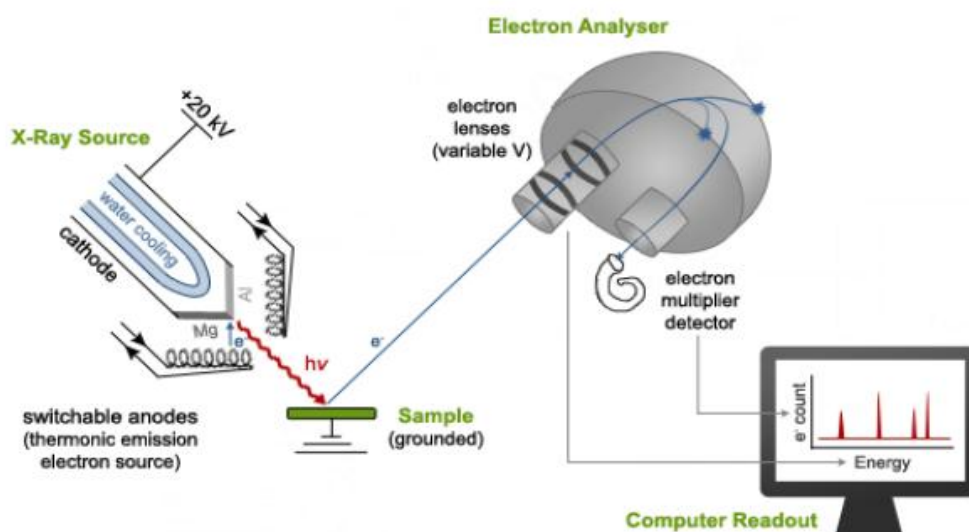 Electron Analyser
+20 kV
X-Ray Source
electron
lenses
(variable V)
water cooling
cathode
Al
Mg
e-
hv
e-
electron
multiplier
detector
switchable anodes
(thermonic emission
electron source)
Sample
(grounded)
e- count
Energy
Computer Readout